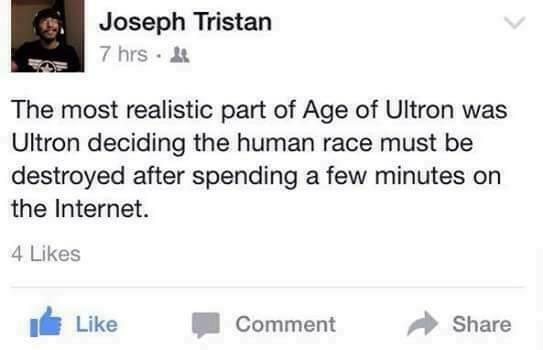 Joseph Tristan
7 hrs ·
The most realistic part of Age of Ultron was
Ultron deciding the human race must be
destroyed after spending a few minutes on
the Internet.
4 Likes
Like Comment Share